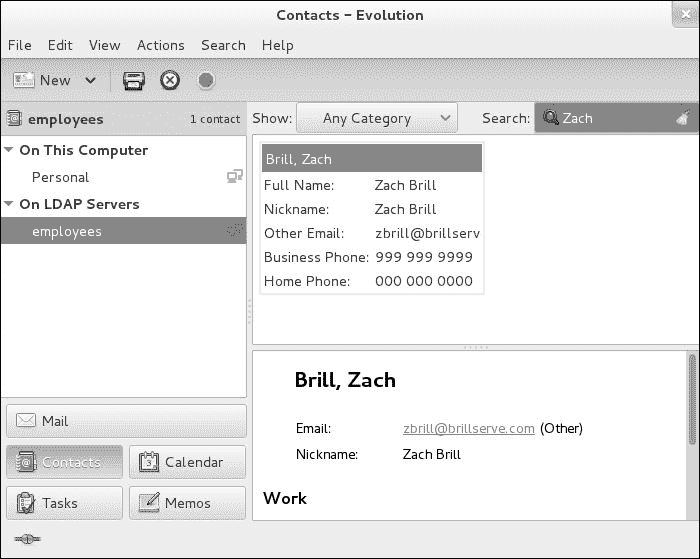 Contacts – Evolution
File Edit View Actions Search Help
New
employees 1 contact
Show: Any Category Search: Zach
On This Computer
Personal
On LDAP Servers
employees
Brill, Zach
Full Name: Zach Brill
Nickname: Zach Brill
Other Email: zbrill@brillserv
Business Phone: 999 999 9999
Home Phone: 000 000 0000
Brill, Zach
Email: zbrill@brillserve.com (Other)
Nickname: Zach Brill
Work
Mail
Contacts Calendar
3
Tasks Memos